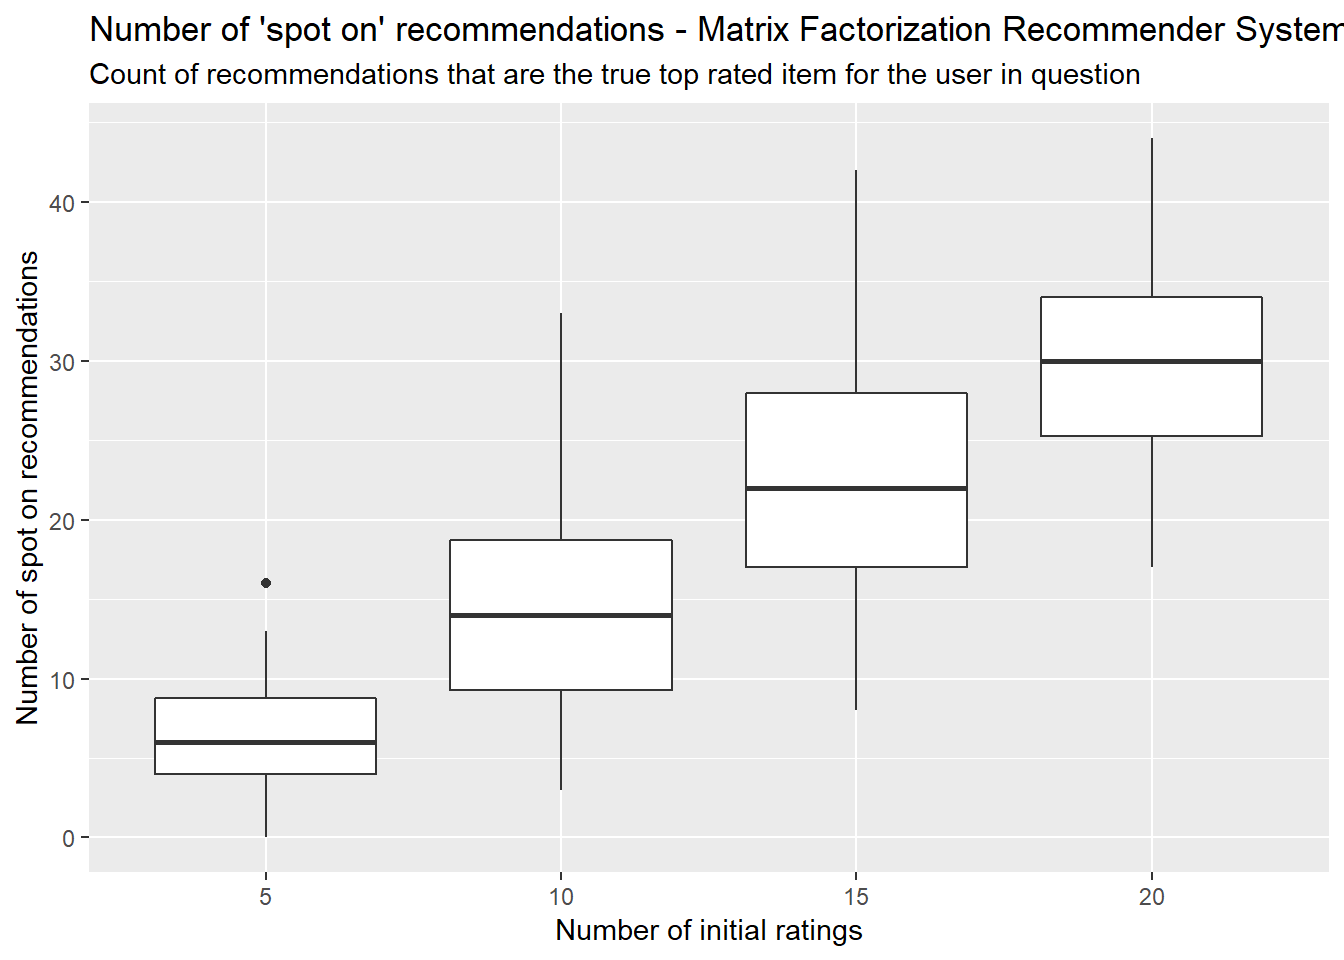 Number of 'spot on' recommendations - Matrix Factorization Recommender System
Count of recommendations that are the true top rated item for the user in question
Number of spot on recommendations
40
30
20
10
0
5 10 15 20
Number of initial ratings